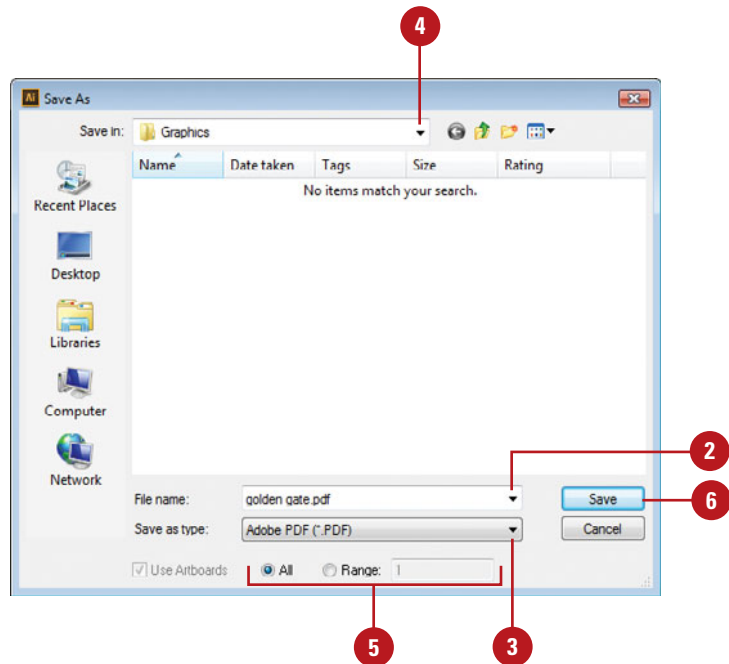 4
Ai Save As
Save in: Graphics
Name Date taken Tags Size Rating
No items match your search.
Recent Places
Desktop
Libraries
Computer
Network
2
File name: golden gate.pdf Save
6
Save as type: Adobe PDF (*.PDF) Cancel
Use Artboards All Range: 1
5 3